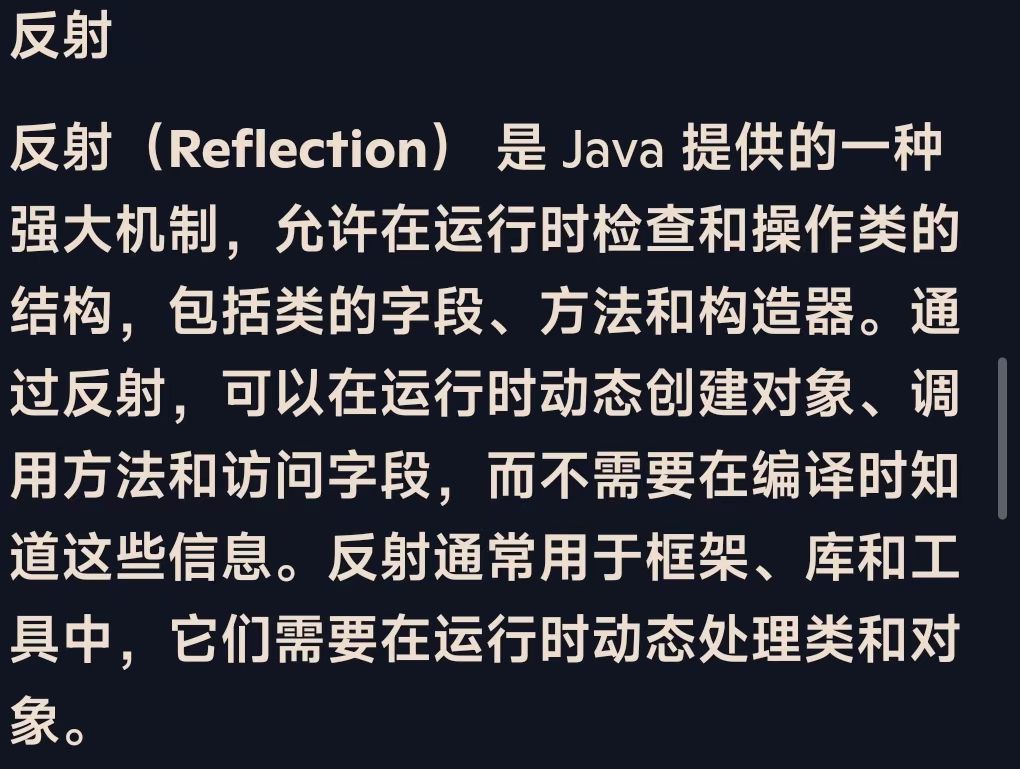 反射
反射（Reflection） 是 Java 提供的一种
强大机制，允许在运行时检查和操作类的
结构，包括类的字段、方法和构造器。通
过反射，可以在运行时动态创建对象、调
用方法和访问字段，而不需要在编译时知
道这些信息。反射通常用于框架、库和工
具中，它们需要在运行时动态处理类和对
象。